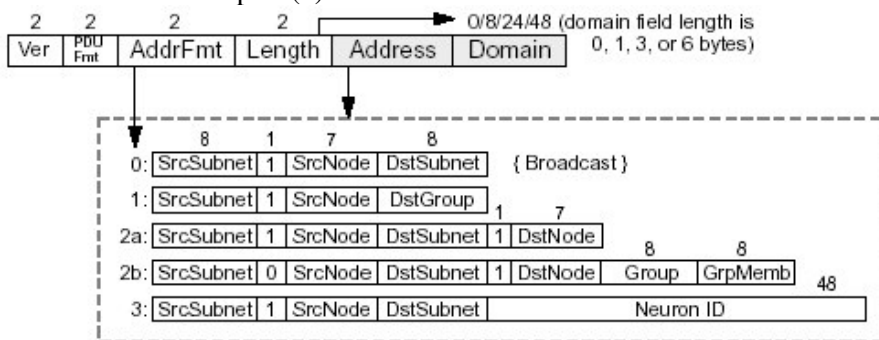 2 2 2 2 0/8/24/48 (domain field length is
Ver PDU Fmt AddrFmt Length Address Domain 0, 1, 3, or 6 bytes)
8 1 7 8
0: SrcSubnet 1 SrcNode DstSubnet { Broadcast }
1: SrcSubnet 1 SrcNode DstGroup
1 7
2a: SrcSubnet 1 SrcNode DstSubnet 1 DstNode
8 8
2b: SrcSubnet 0 SrcNode DstSubnet 1 DstNode Group GrpMemb
48
3: SrcSubnet 1 SrcNode DstSubnet Neuron ID